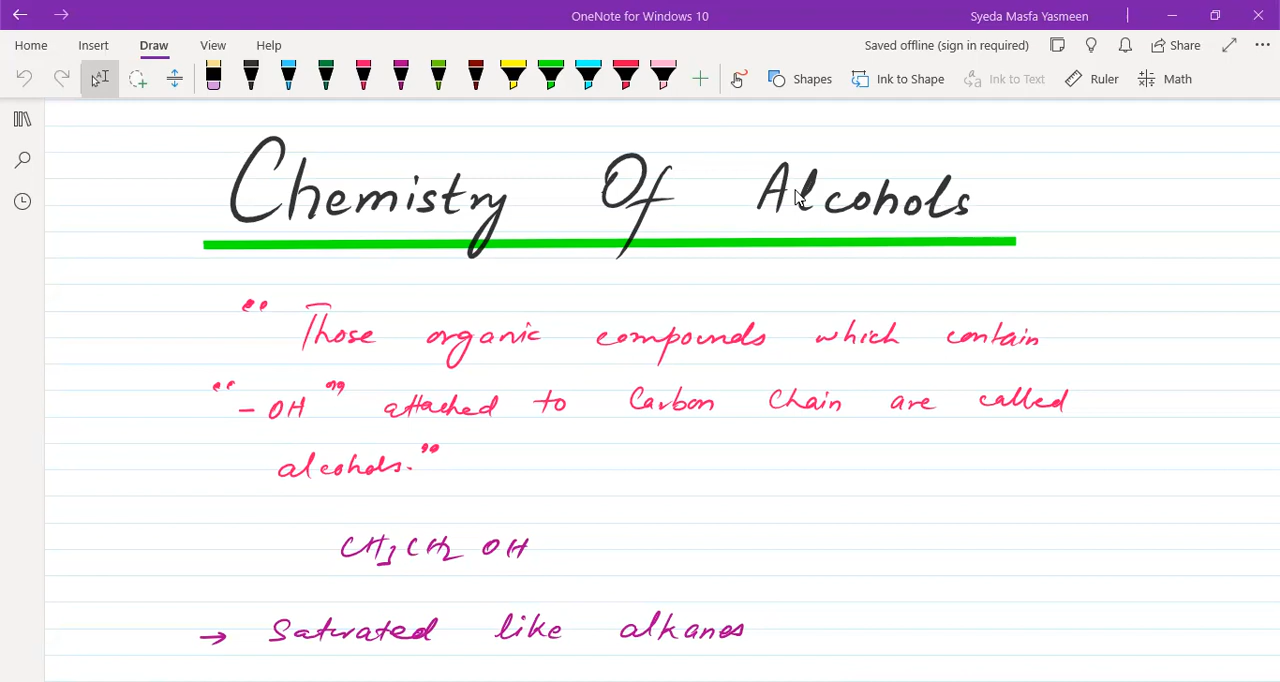 OneNote for Windows 10
Syeda Masfa Yasmeen
Home Insert Draw View Help
Saved offline (sign in required)
Share
Shapes
Ink to Shape
Ink to Text
Ruler
Math
Chemistry Of Alcohols
“ Those organic compounds which contain
“ – OH ” attached to Carbon Chain are called
alcohols.”
CH3CH2 OH
→ Saturated like alkanes